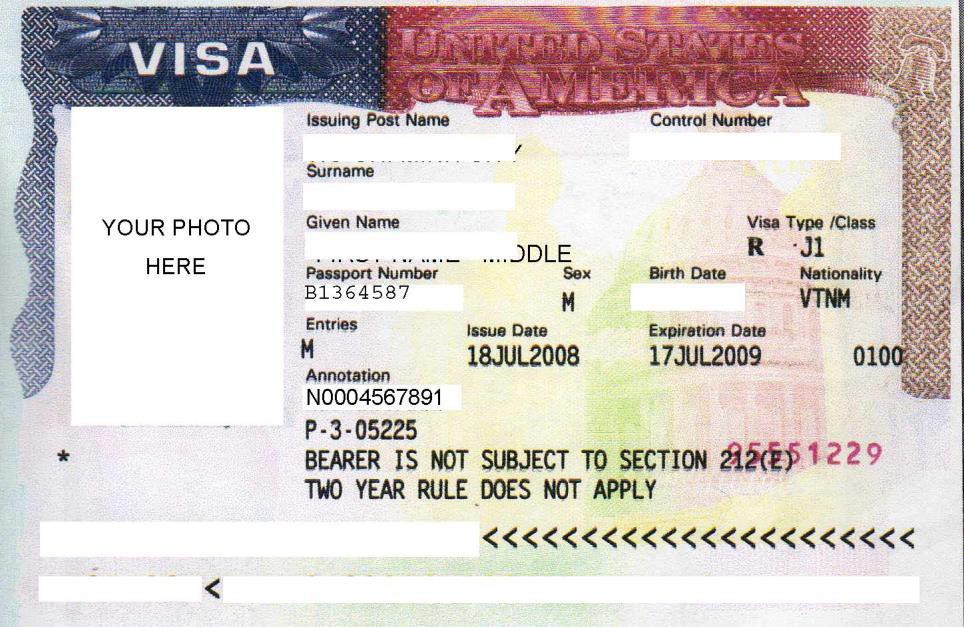 VISA
UNITED STATES
OF AMERICA
Issuing Post Name Control Number
Surname
YOUR PHOTO
HERE
Given Name Visa Type /Class
R J1
MIDDLE
Passport Number Sex Birth Date Nationality
B1364587 M VTNM
Entries Issue Date Expiration Date
M 18JUL2008 17JUL2009 0100
Annotation
N0004567891
P-3-05225
* BEARER IS NOT SUBJECT TO SECTION 212(E) 95551229
TWO YEAR RULE DOES NOT APPLY
<<<<<<<<<<<<<<<<<<<<<<
<